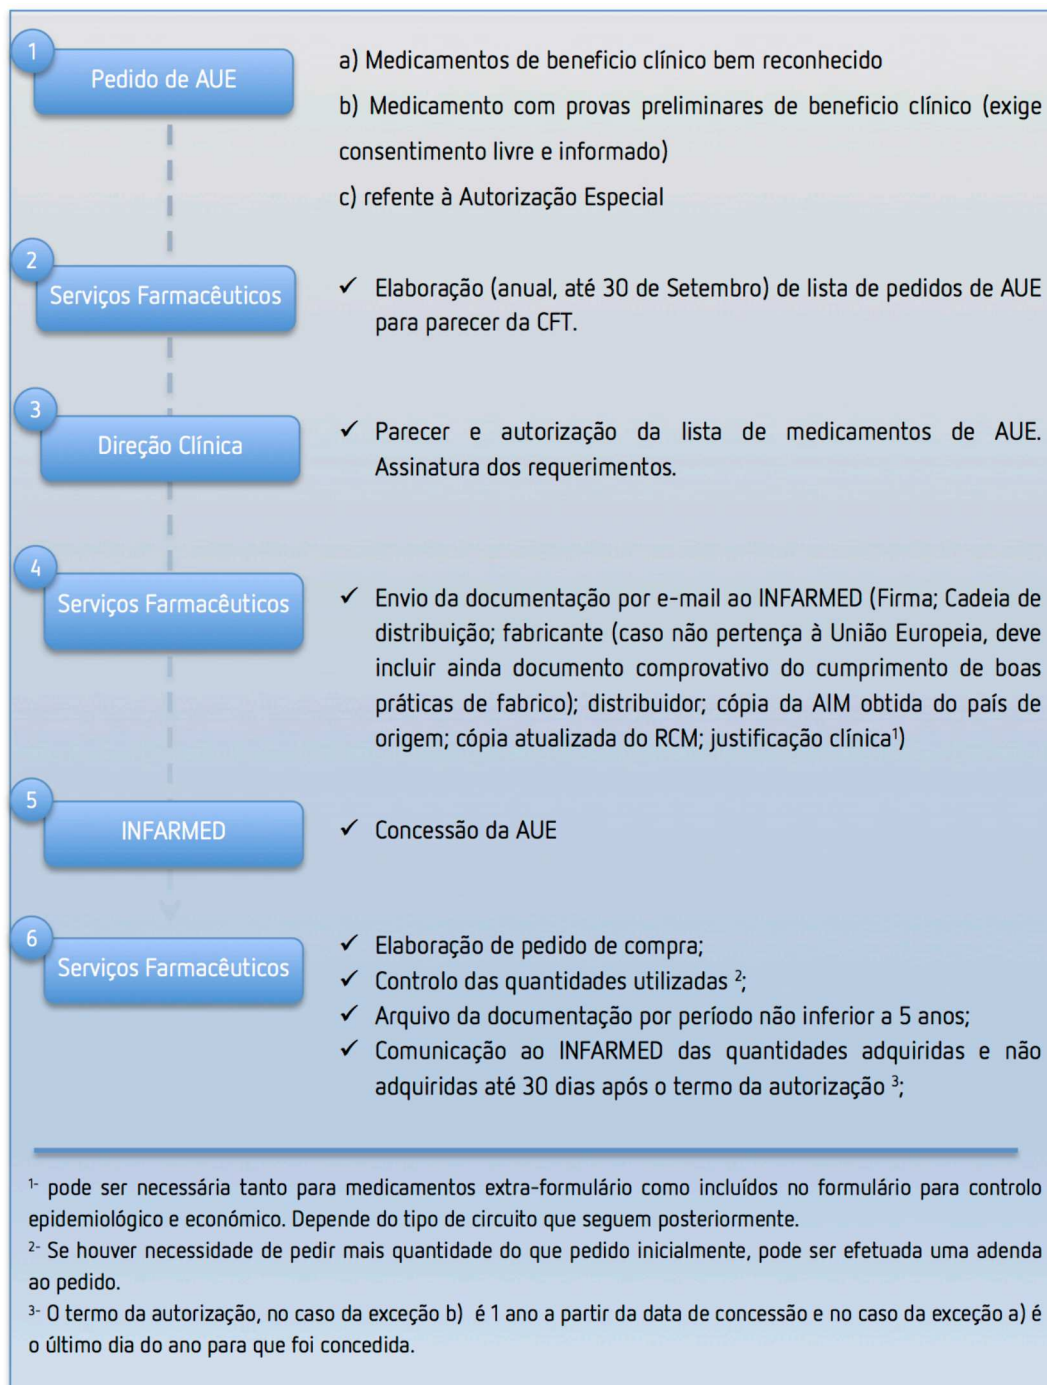 1
Pedido de AUE
a) Medicamentos de beneficio clínico bem reconhecido
b) Medicamento com provas preliminares de beneficio clínico (exige
consentimento livre e informado)
c) refente à Autorização Especial
2
Serviços Farmacêuticos
✓ Elaboração (anual, até 30 de Setembro) de lista de pedidos de AUE
para parecer da CFT.
3
Direção Clínica
✓ Parecer e autorização da lista de medicamentos de AUE.
Assinatura dos requerimentos.
4
Serviços Farmacêuticos
✓ Envio da documentação por e-mail ao INFARMED (Firma; Cadeia de
distribuição; fabricante (caso não pertença à União Europeia, deve
incluir ainda documento comprovativo do cumprimento de boas
práticas de fabrico); distribuidor; cópia da AIM obtida do país de
origem; cópia atualizada do RCM; justificação clínica¹)
5
INFARMED
✓ Concessão da AUE
6
Serviços Farmacêuticos
✓ Elaboração de pedido de compra;
✓ Controlo das quantidades utilizadas ²;
✓ Arquivo da documentação por período não inferior a 5 anos;
✓ Comunicação ao INFARMED das quantidades adquiridas e não
adquiridas até 30 dias após o termo da autorização ³;
¹- pode ser necessária tanto para medicamentos extra-formulário como incluídos no formulário para controlo
epidemiológico e económico. Depende do tipo de circuito que seguem posteriormente.
²- Se houver necessidade de pedir mais quantidade do que pedido inicialmente, pode ser efetuada uma adenda
ao pedido.
³- O termo da autorização, no caso da exceção b) é 1 ano a partir da data de concessão e no caso da exceção a) é
o último dia do ano para que foi concedida.